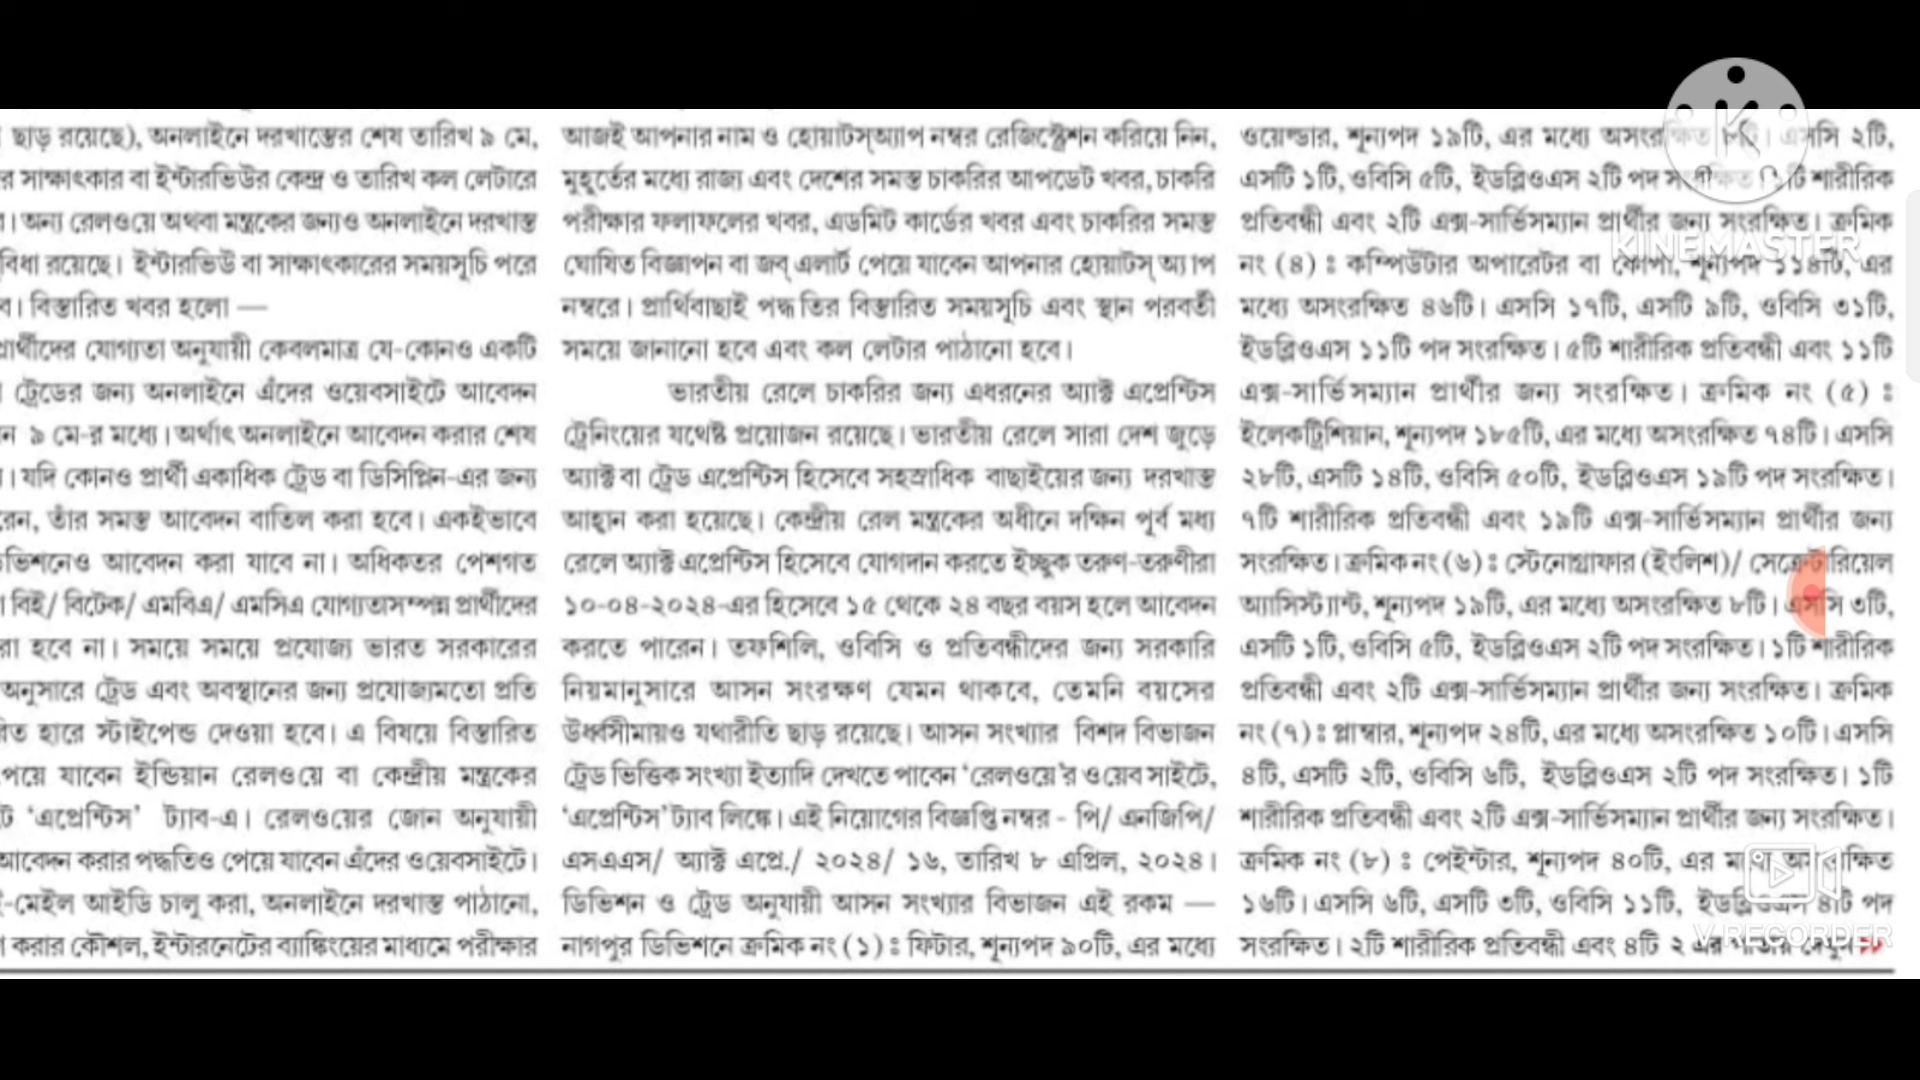 ছাড় রয়েছে), অনলাইনে দরখাস্তের শেষ তারিখ ৯ মে,
র সাক্ষাৎকার বা ইন্টারভিউর কেন্দ্র ও তারিখ কল লেটারে
। অন্য রেলওয়ে অথবা মন্ত্রকের জন্যও অনলাইনে দরখাস্ত
বিধা রয়েছে। ইন্টারভিউ বা সাক্ষাৎকারের সময়সূচি পরে
ব। বিস্তারিত খবর হলো —
প্রার্থীদের যোগ্যতা অনুযায়ী কেবলমাত্র যে-কোনও একটি
ট্রেডের জন্য অনলাইনে এঁদের ওয়েবসাইটে আবেদন
ন ৯ মে-র মধ্যে। অর্থাৎ অনলাইনে আবেদন করার শেষ
। যদি কোনও প্রার্থী একাধিক ট্রেড বা ডিসিপ্লিন-এর জন্য
রেন, তাঁর সমস্ত আবেদন বাতিল করা হবে। একইভাবে
ভিশনেও আবেদন করা যাবে না। অধিকতর পেশগত
বিই/ বিটেক/ এমবিএ/ এমসিএ যোগ্যতাসম্পন্ন প্রার্থীদের
রা হবে না। সময়ে সময়ে প্রযোজ্য ভারত সরকারের
অনুসারে ট্রেড এবং অবস্থানের জন্য প্রযোজ্যমতো প্রতি
রিত হারে স্টাইপেন্ড দেওয়া হবে। এ বিষয়ে বিস্তারিত
পেয়ে যাবেন ইন্ডিয়ান রেলওয়ে বা কেন্দ্রীয় মন্ত্রকের
টে ‘এপ্রেন্টিস’ ট্যাব-এ। রেলওয়ের জোন অনুযায়ী
আবেদন করার পদ্ধতিও পেয়ে যাবেন এঁদের ওয়েবসাইটে।
ই-মেইল আইডি চালু করা, অনলাইনে দরখাস্ত পাঠানো,
করার কৌশল, ইন্টারনেটের ব্যাঙ্কিংয়ের মাধ্যমে পরীক্ষার
আজই আপনার নাম ও হোয়াটস্অ্যাপ নম্বর রেজিস্ট্রেশন করিয়ে নিন,
মুহূর্তের মধ্যে রাজ্য এবং দেশের সমস্ত চাকরির আপডেট খবর, চাকরি
পরীক্ষার ফলাফলের খবর, এডমিট কার্ডের খবর এবং চাকরির সমস্ত
ঘোষিত বিজ্ঞাপন বা জব্ এলার্ট পেয়ে যাবেন আপনার হোয়াটস্ অ্যাপ
নম্বরে। প্রার্থিবাছাই পদ্ধতির বিস্তারিত সময়সূচি এবং স্থান পরবর্তী
সময়ে জানানো হবে এবং কল লেটার পাঠানো হবে।
ভারতীয় রেলে চাকরির জন্য এধরনের অ্যাক্ট এপ্রেন্টিস
ট্রেনিংয়ের যথেষ্ট প্রয়োজন রয়েছে। ভারতীয় রেলে সারা দেশ জুড়ে
অ্যাক্ট বা ট্রেড এপ্রেন্টিস হিসেবে সহস্রাধিক বাছাইয়ের জন্য দরখাস্ত
আহ্বান করা হয়েছে। কেন্দ্রীয় রেল মন্ত্রকের অধীনে দক্ষিন পূর্ব মধ্য
রেলে অ্যাক্ট এপ্রেন্টিস হিসেবে যোগদান করতে ইচ্ছুক তরুণ-তরুণীরা
১০-০৪-২০২৪-এর হিসেবে ১৫ থেকে ২৪ বছর বয়স হলে আবেদন
করতে পারেন। তফশিলি, ওবিসি ও প্রতিবন্ধীদের জন্য সরকারি
নিয়মানুসারে আসন সংরক্ষণ যেমন থাকবে, তেমনি বয়সের
উর্ধ্বসীমায়ও যথারীতি ছাড় রয়েছে। আসন সংখ্যার বিশদ বিভাজন
ট্রেড ভিত্তিক সংখ্যা ইত্যাদি দেখতে পাবেন ‘রেলওয়ে’র ওয়েব সাইটে,
‘এপ্রেন্টিস’ ট্যাব লিঙ্কে। এই নিয়োগের বিজ্ঞপ্তি নম্বর - পি/ এনজিপি/
এসএএস/ অ্যাক্ট এপ্রে./ ২০২৪/ ১৬, তারিখ ৮ এপ্রিল, ২০২৪।
ডিভিশন ও ট্রেড অনুযায়ী আসন সংখ্যার বিভাজন এই রকম —
নাগপুর ডিভিশনে ক্রমিক নং (১)ঃ ফিটার, শূন্যপদ ৯০টি, এর মধ্যে
ওয়েল্ডার, শূন্যপদ ১৯টি, এর মধ্যে অসংরক্ষিত ৮টি। এসসি ২টি,
এসটি ১টি, ওবিসি ৫টি, ইডব্লিওএস ২টি পদ সংরক্ষিত। ১টি শারীরিক
প্রতিবন্ধী এবং ২টি এক্স-সার্ভিসম্যান প্রার্থীর জন্য সংরক্ষিত। ক্রমিক
নং (৪) ঃ কম্পিউটার অপারেটর বা কোপা, শূন্যপদ ১১৪টি, এর
মধ্যে অসংরক্ষিত ৪৬টি। এসসি ১৭টি, এসটি ৯টি, ওবিসি ৩১টি,
ইডব্লিওএস ১১টি পদ সংরক্ষিত। ৫টি শারীরিক প্রতিবন্ধী এবং ১১টি
এক্স-সার্ভিসম্যান প্রার্থীর জন্য সংরক্ষিত। ক্রমিক নং (৫) ঃ
ইলেকট্রিশিয়ান, শূন্যপদ ১৮৫টি, এর মধ্যে অসংরক্ষিত ৭৪টি। এসসি
২৮টি, এসটি ১৪টি, ওবিসি ৫০টি, ইডব্লিওএস ১৯টি পদ সংরক্ষিত।
৭টি শারীরিক প্রতিবন্ধী এবং ১৯টি এক্স-সার্ভিসম্যান প্রার্থীর জন্য
সংরক্ষিত। ক্রমিক নং (৬)ঃ স্টেনোগ্রাফার (ইংলিশ)/ সেক্রেটারিয়েল
অ্যাসিস্ট্যান্ট, শূন্যপদ ১৯টি, এর মধ্যে অসংরক্ষিত ৮টি। এসসি ৩টি,
এসটি ১টি, ওবিসি ৫টি, ইডব্লিওএস ২টি পদ সংরক্ষিত। ১টি শারীরিক
প্রতিবন্ধী এবং ২টি এক্স-সার্ভিসম্যান প্রার্থীর জন্য সংরক্ষিত। ক্রমিক
নং (৭)ঃ প্লাম্বার, শূন্যপদ ২৪টি, এর মধ্যে অসংরক্ষিত ১০টি। এসসি
৪টি, এসটি ২টি, ওবিসি ৬টি, ইডব্লিওএস ২টি পদ সংরক্ষিত। ১টি
শারীরিক প্রতিবন্ধী এবং ২টি এক্স-সার্ভিসম্যান প্রার্থীর জন্য সংরক্ষিত।
ক্রমিক নং (৮) ঃ পেইন্টার, শূন্যপদ ৪০টি, এর মধ্যে অসংরক্ষিত
১৬টি। এসসি ৬টি, এসটি ৩টি, ওবিসি ১১টি, ইডব্লিওএস ৪টি পদ
সংরক্ষিত। ২টি শারীরিক প্রতিবন্ধী এবং ৪টি ২ এর পাতায় দেখুন
KINEMASTER
V RECORDER